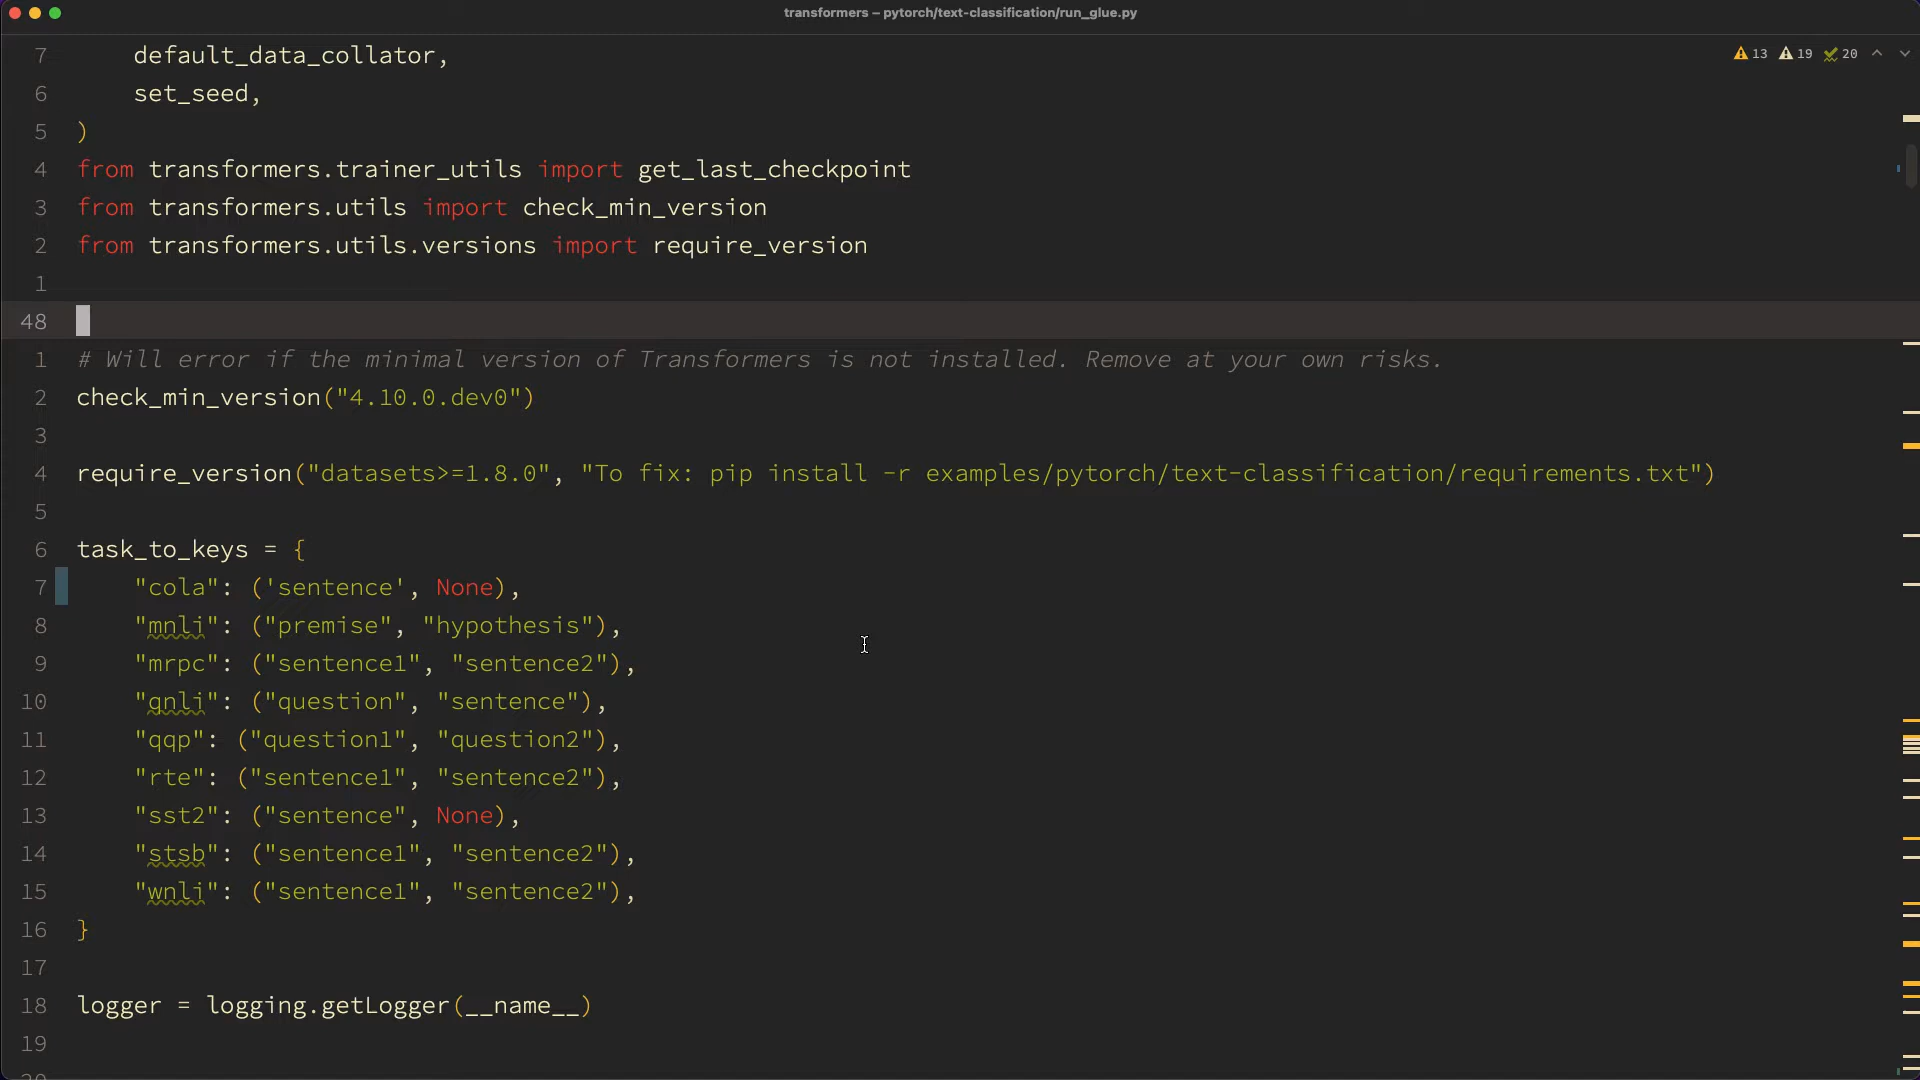 transformers – pytorch/text-classification/run_glue.py
13 19 20
7 default_data_collator,
6 set_seed,
5 )
4 from transformers.trainer_utils import get_last_checkpoint
3 from transformers.utils import check_min_version
2 from transformers.utils.versions import require_version
1
48
1 # Will error if the minimal version of Transformers is not installed. Remove at your own risks.
2 check_min_version("4.10.0.dev0")
3
4 require_version("datasets>=1.8.0", "To fix: pip install -r examples/pytorch/text-classification/requirements.txt")
5
6 task_to_keys = {
7 "cola": ('sentence', None),
8 "mnli": ("premise", "hypothesis"),
9 "mrpc": ("sentence1", "sentence2"),
10 "qnli": ("question", "sentence"),
11 "qqp": ("question1", "question2"),
12 "rte": ("sentence1", "sentence2"),
13 "sst2": ("sentence", None),
14 "stsb": ("sentence1", "sentence2"),
15 "wnli": ("sentence1", "sentence2"),
16 }
17
18 logger = logging.getLogger(__name__)
19
20